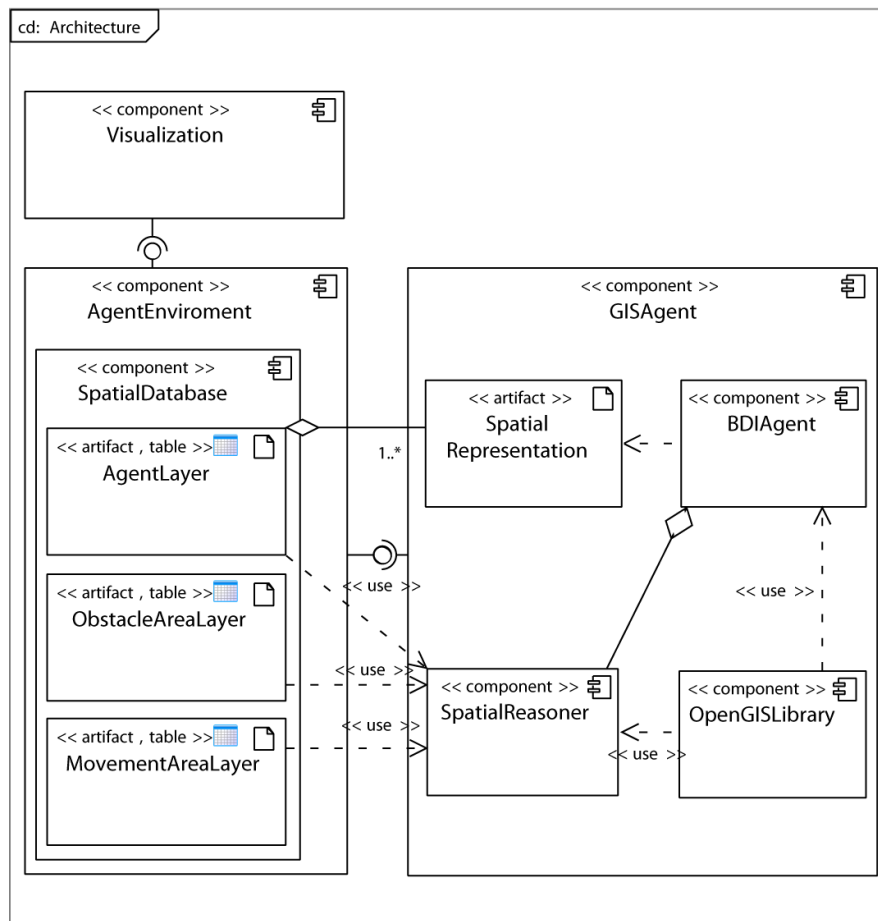 cd: Architecture
<< component >>
Visualization
<< component >>
AgentEnviroment
<< component >>
SpatialDatabase
<< artifact , table >>
AgentLayer
<< artifact , table >>
ObstacleAreaLayer
<< artifact , table >>
MovementAreaLayer
<< component >>
GISAgent
<< artifact >>
Spatial
Representation
<< component >>
BDIAgent
1..*
<< use >>
<< use >>
<< use >>
<< use >>
<< component >>
SpatialReasoner
<< use >>
<< component >>
OpenGISLibrary